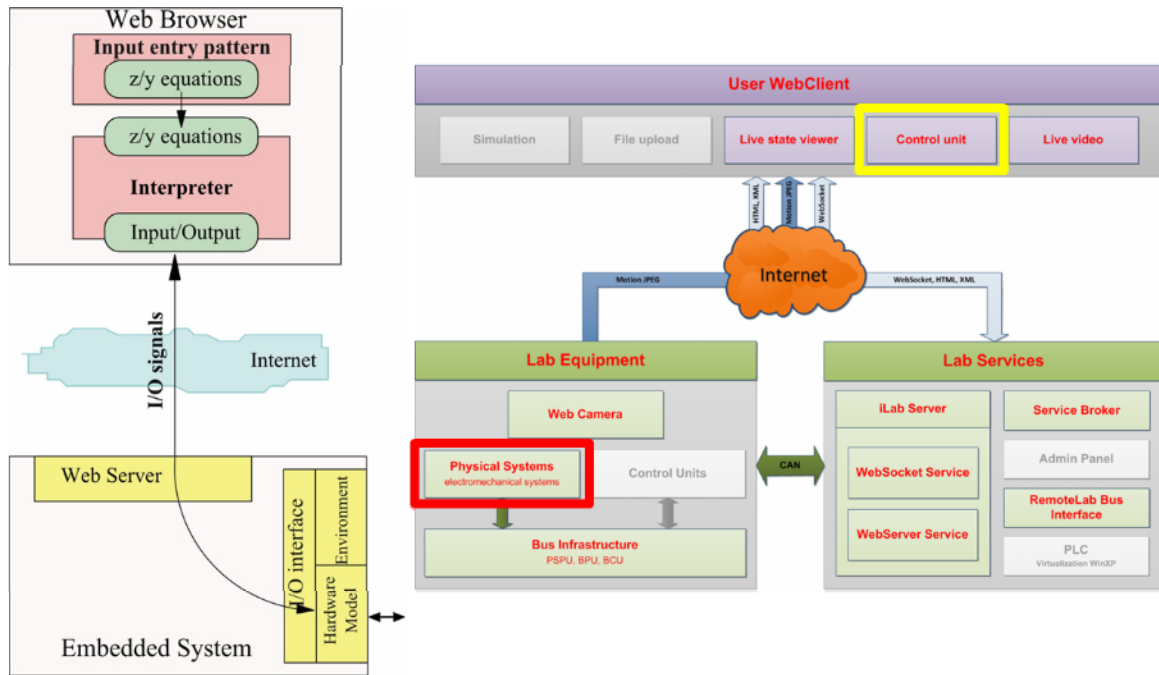 Web Browser
Input entry pattern
z/y equations
z/y equations
Interpreter
Input/Output
I/O signals
Internet
Web Server
I/O interface
Environment
Hardware
Model
Embedded System
User WebClient
Simulation
File upload
Live state viewer
Control unit
Live video
HTML, XML
Motion JPEG
WebSocket
Internet
Motion JPEG
WebSocket, HTML, XML
Lab Equipment
Web Camera
Physical Systems
electromechanical systems
Control Units
Bus Infrastructure
PSPU, BPU, BCU
CAN
Lab Services
iLab Server
WebSocket Service
WebServer Service
Service Broker
Admin Panel
RemoteLab Bus
Interface
PLC
Virtualization WinXP